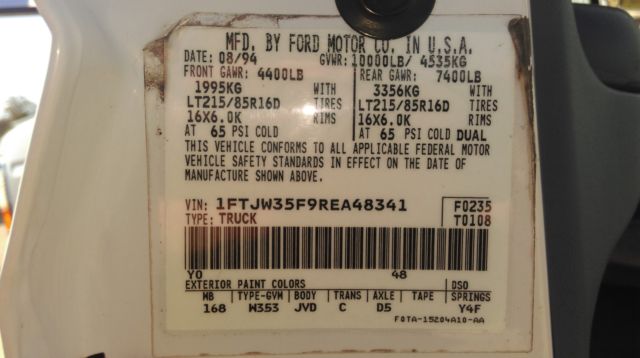 MFD. BY FORD MOTOR CO. IN U.S.A.
DATE: 08/94 GVWR: 10000LB/ 4535KG
FRONT GAWR: 4400LB REAR GAWR: 7400LB
1995KG WITH 3356KG WITH
LT215/85R16D TIRES LT215/85R16D TIRES
16X6.0K RIMS 16X6.0K RIMS
AT 65 PSI COLD AT 65 PSI COLD DUAL
THIS VEHICLE CONFORMS TO ALL APPLICABLE FEDERAL MOTOR
VEHICLE SAFETY STANDARDS IN EFFECT ON THE DATE OF
MANUFACTURE SHOWN ABOVE.
VIN: 1FTJW35F9REA48341 F0235
TYPE: TRUCK T0108
YO 48
EXTERIOR PAINT COLORS DSO
WB TYPE-GVM BODY TRANS AXLE TAPE SPRINGS
168 W353 JVD C D5 Y4F
F0TA-15204A10-AA